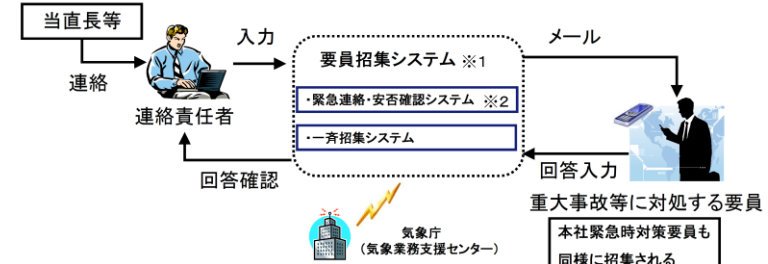 当直長等
連絡
連絡責任者
入力
要員招集システム ※1
・緊急連絡・安否確認システム ※2
・一斉招集システム
メール
回答入力
回答確認
重大事故等に対処する要員
本社緊急時対策要員も
同様に招集される
気象庁
(気象業務支援センター)